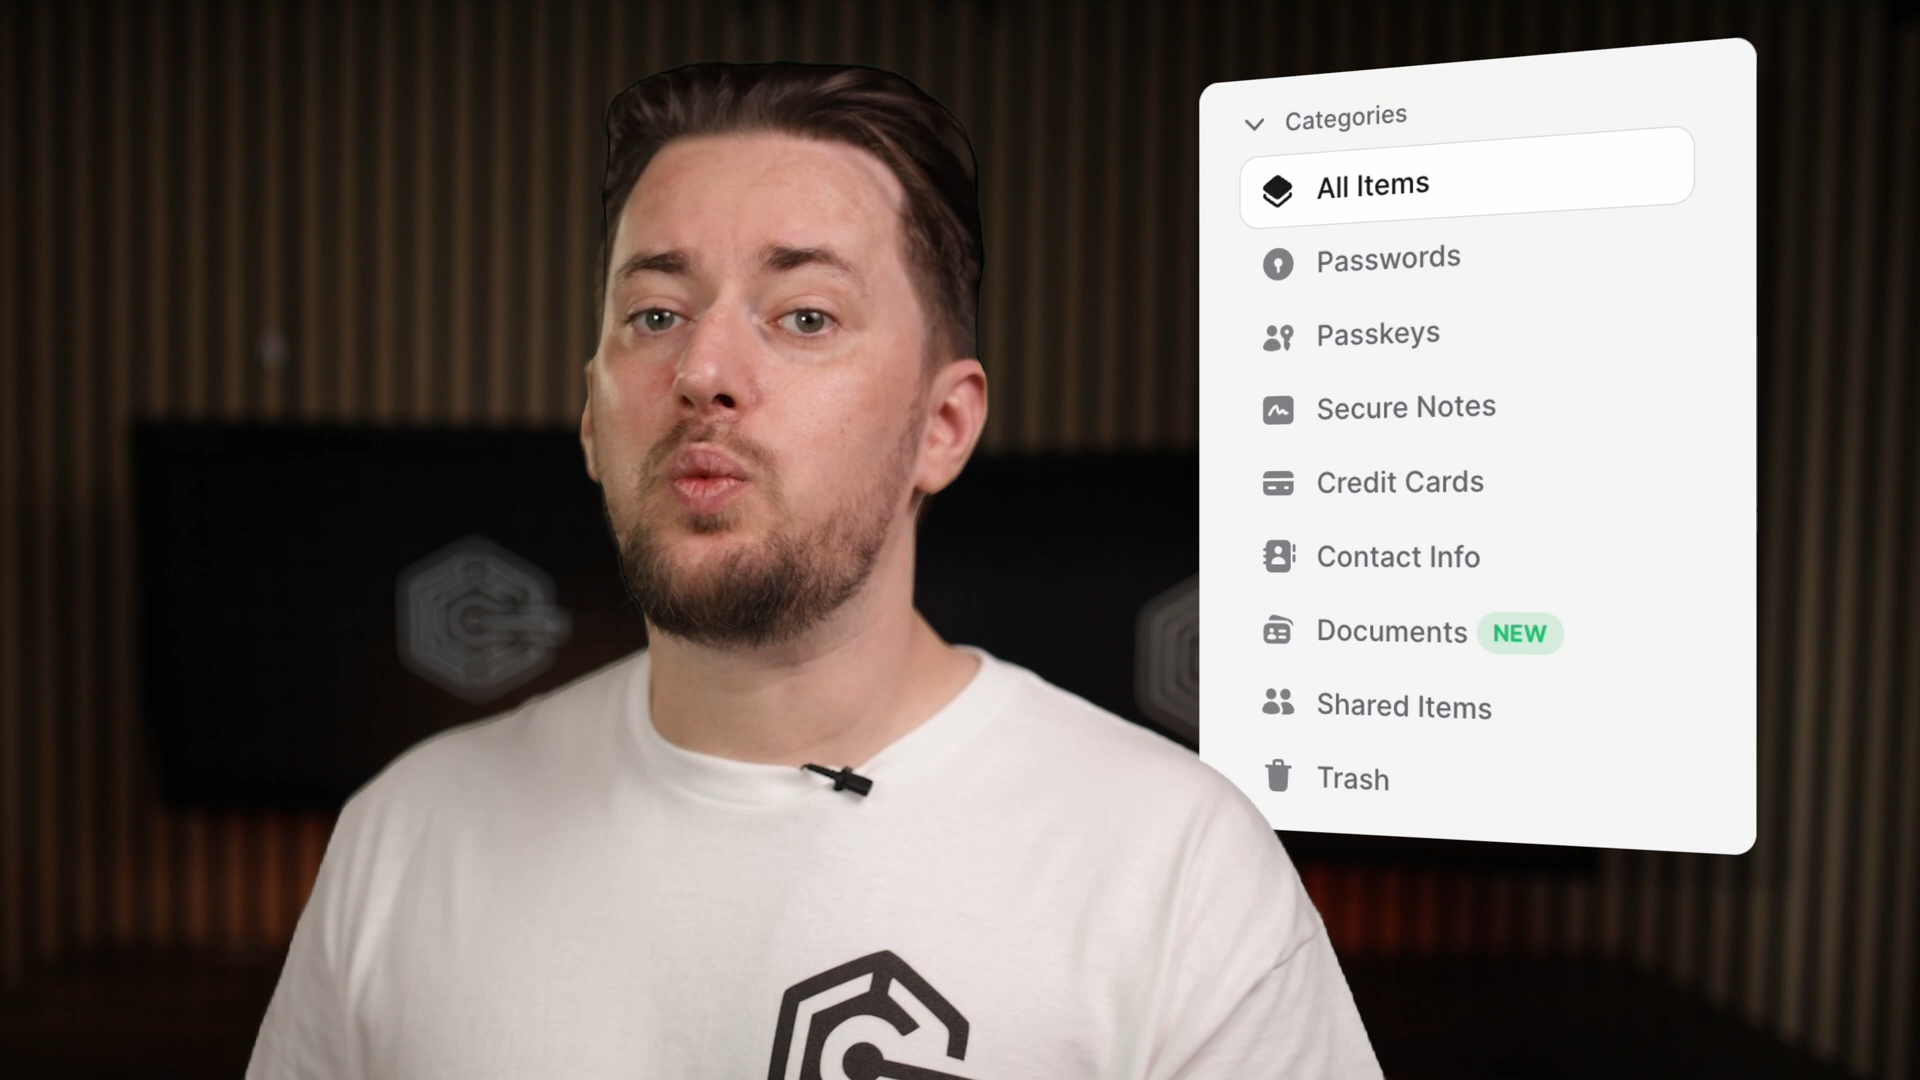 Categories
All Items
Passwords
Passkeys
Secure Notes
Credit Cards
Contact Info
Documents NEW
Shared Items
Trash